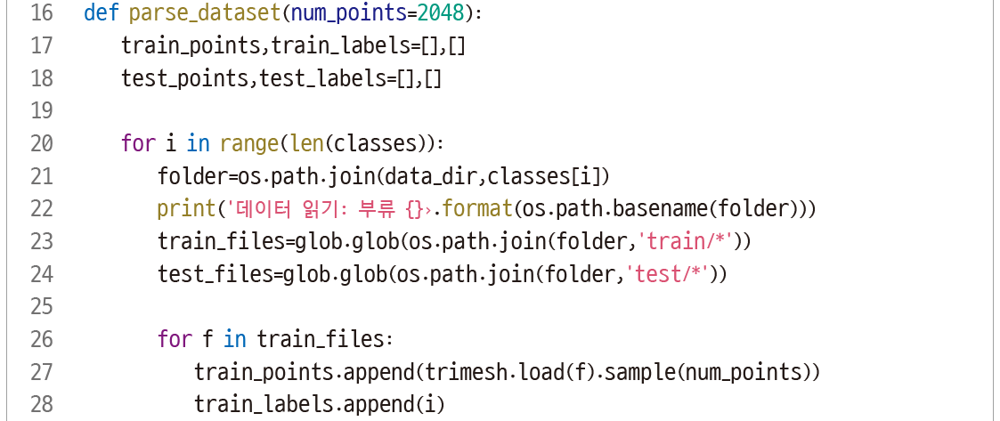 16 def parse_dataset(num_points=2048):
17 train_points,train_labels=[],[]
18 test_points,test_labels=[],[]
19
20 for i in range(len(classes)):
21 folder=os.path.join(data_dir,classes[i])
22 print('데이터 읽기: 부류 {}›.format(os.path.basename(folder)))
23 train_files=glob.glob(os.path.join(folder,'train/*'))
24 test_files=glob.glob(os.path.join(folder,'test/*'))
25
26 for f in train_files:
27 train_points.append(trimesh.load(f).sample(num_points))
28 train_labels.append(i)